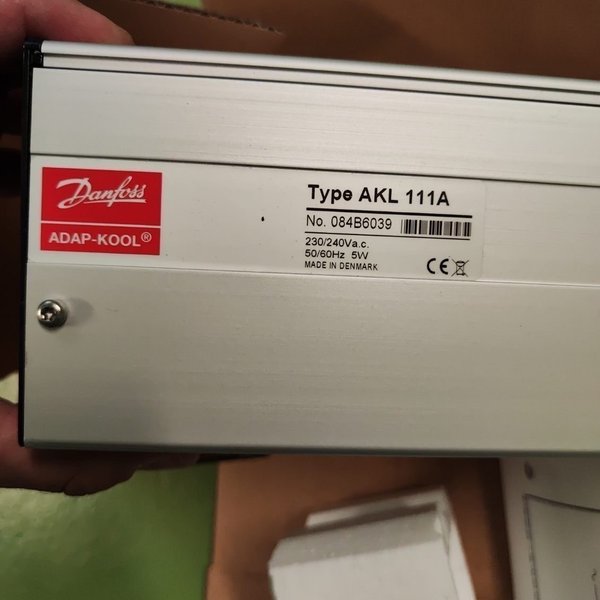 Danfoss
ADAP-KOOL®
Type AKL 111A
No. 084B6039
230/240Va.c.
50/60Hz 5W
MADE IN DENMARK
CE